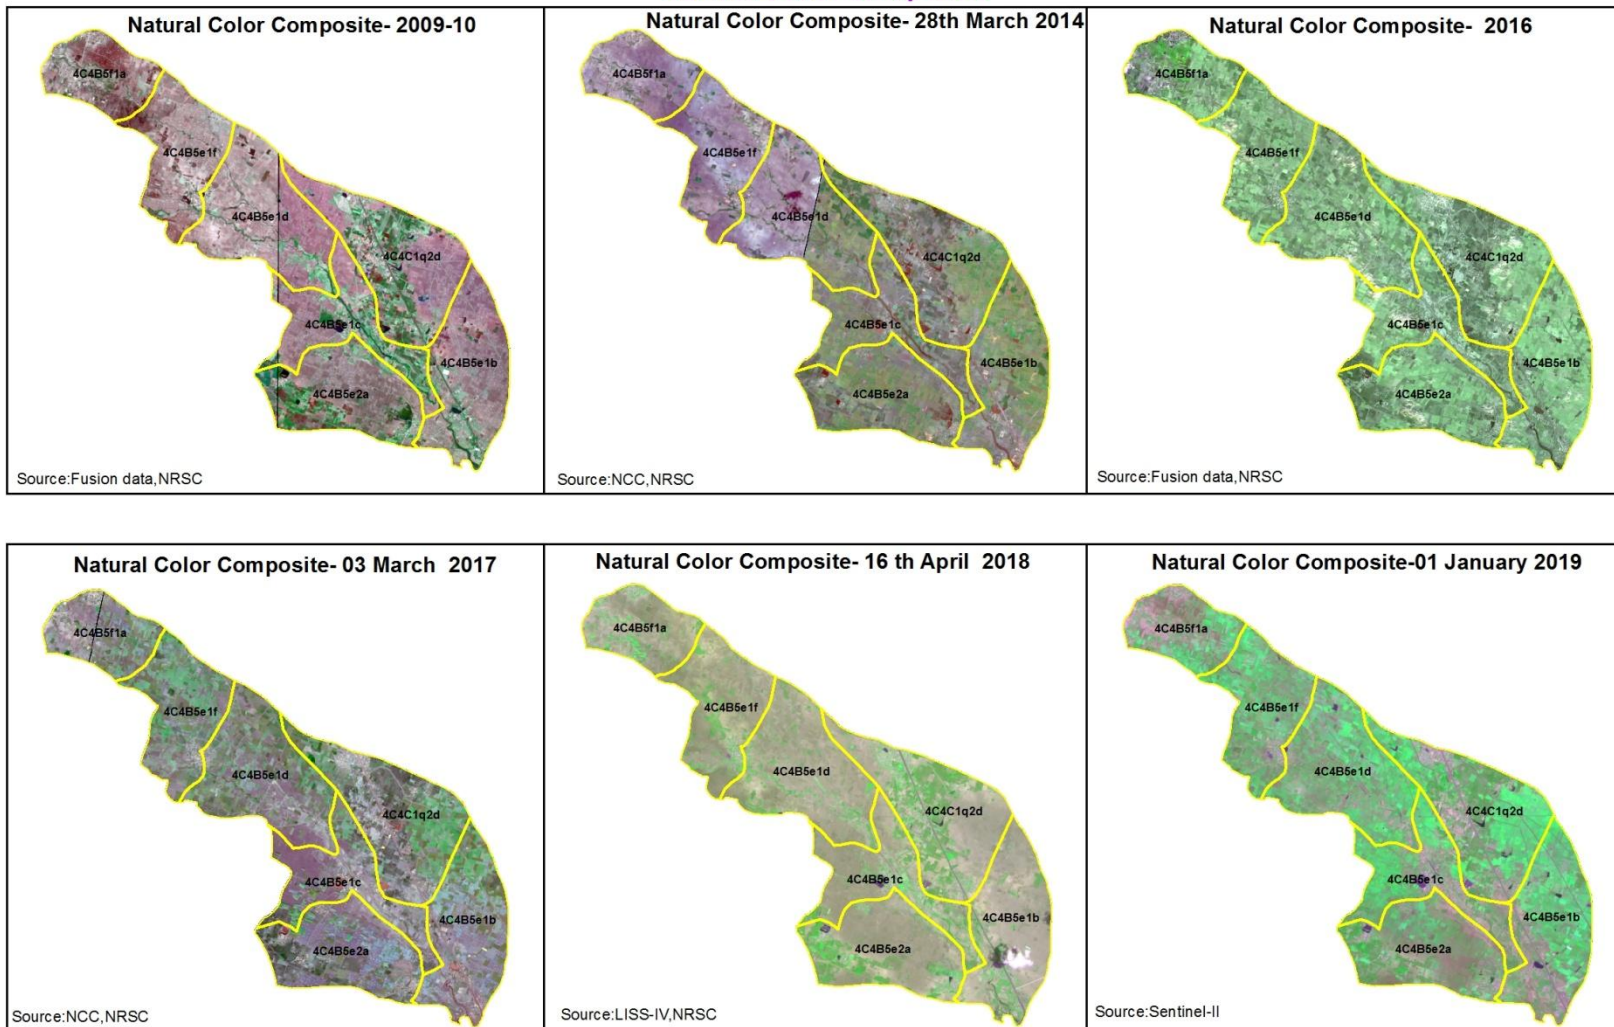 Natural Color Composite- 2009-10
4C4B5f1a
4C4B5e1f
4C4B5e1d
4C4C1q2d
4C4B5e1c
4C4B5e1b
4C4B5e2a
Source:Fusion data,NRSC
Natural Color Composite- 28th March 2014
4C4B5f1a
4C4B5e1f
4C4B5e1d
4C4C1q2d
4C4B5e1c
4C4B5e1b
4C4B5e2a
Source:NCC,NRSC
Natural Color Composite- 2016
4C4B5f1a
4C4B5e1f
4C4B5e1d
4C4C1q2d
4C4B5e1c
4C4B5e1b
4C4B5e2a
Source:Fusion data,NRSC
Natural Color Composite- 03 March 2017
4C4B5f1a
4C4B5e1f
4C4B5e1d
4C4C1q2d
4C4B5e1c
4C4B5e1b
4C4B5e2a
Source:NCC,NRSC
Natural Color Composite- 16 th April 2018
4C4B5f1a
4C4B5e1f
4C4B5e1d
4C4C1q2d
4C4B5e1c
4C4B5e1b
4C4B5e2a
Source:LISS-IV,NRSC
Natural Color Composite-01 January 2019
4C4B5f1a
4C4B5e1f
4C4B5e1d
4C4C1q2d
4C4B5e1c
4C4B5e1b
4C4B5e2a
Source:Sentinel-II